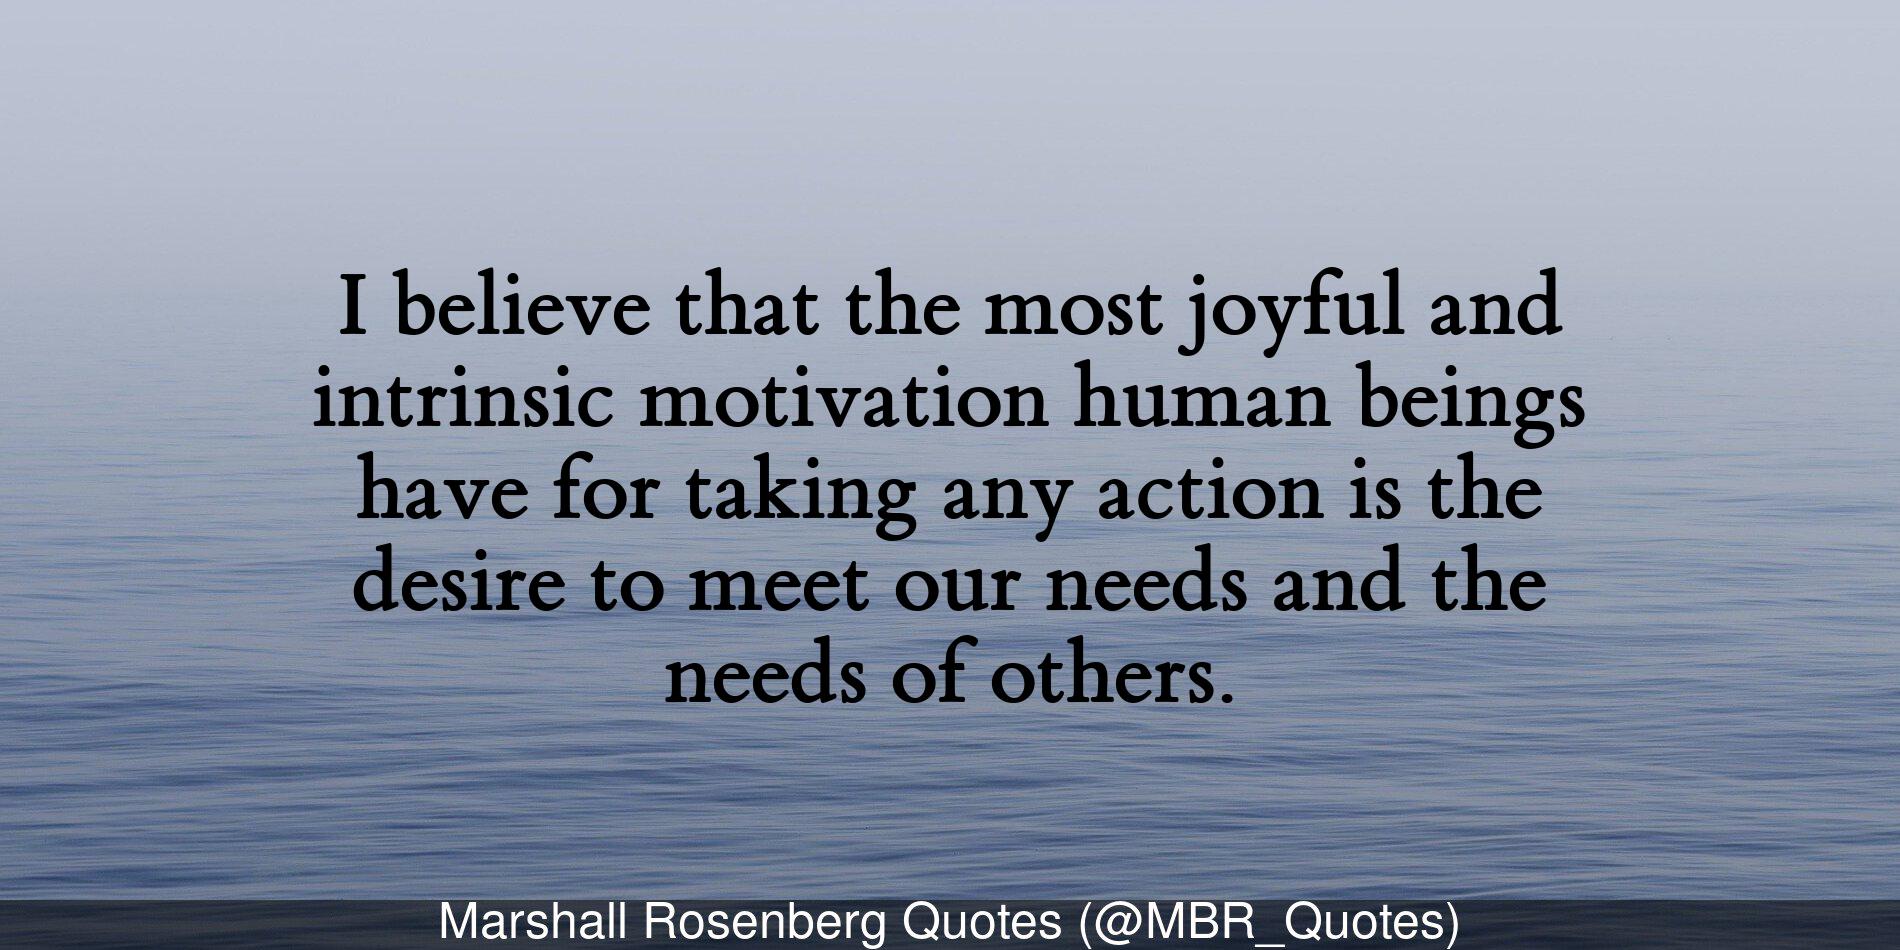 I believe that the most joyful and
intrinsic motivation human beings
have for taking any action is the
desire to meet our needs and the
needs of others.
Marshall Rosenberg Quotes (@MBR_Quotes)